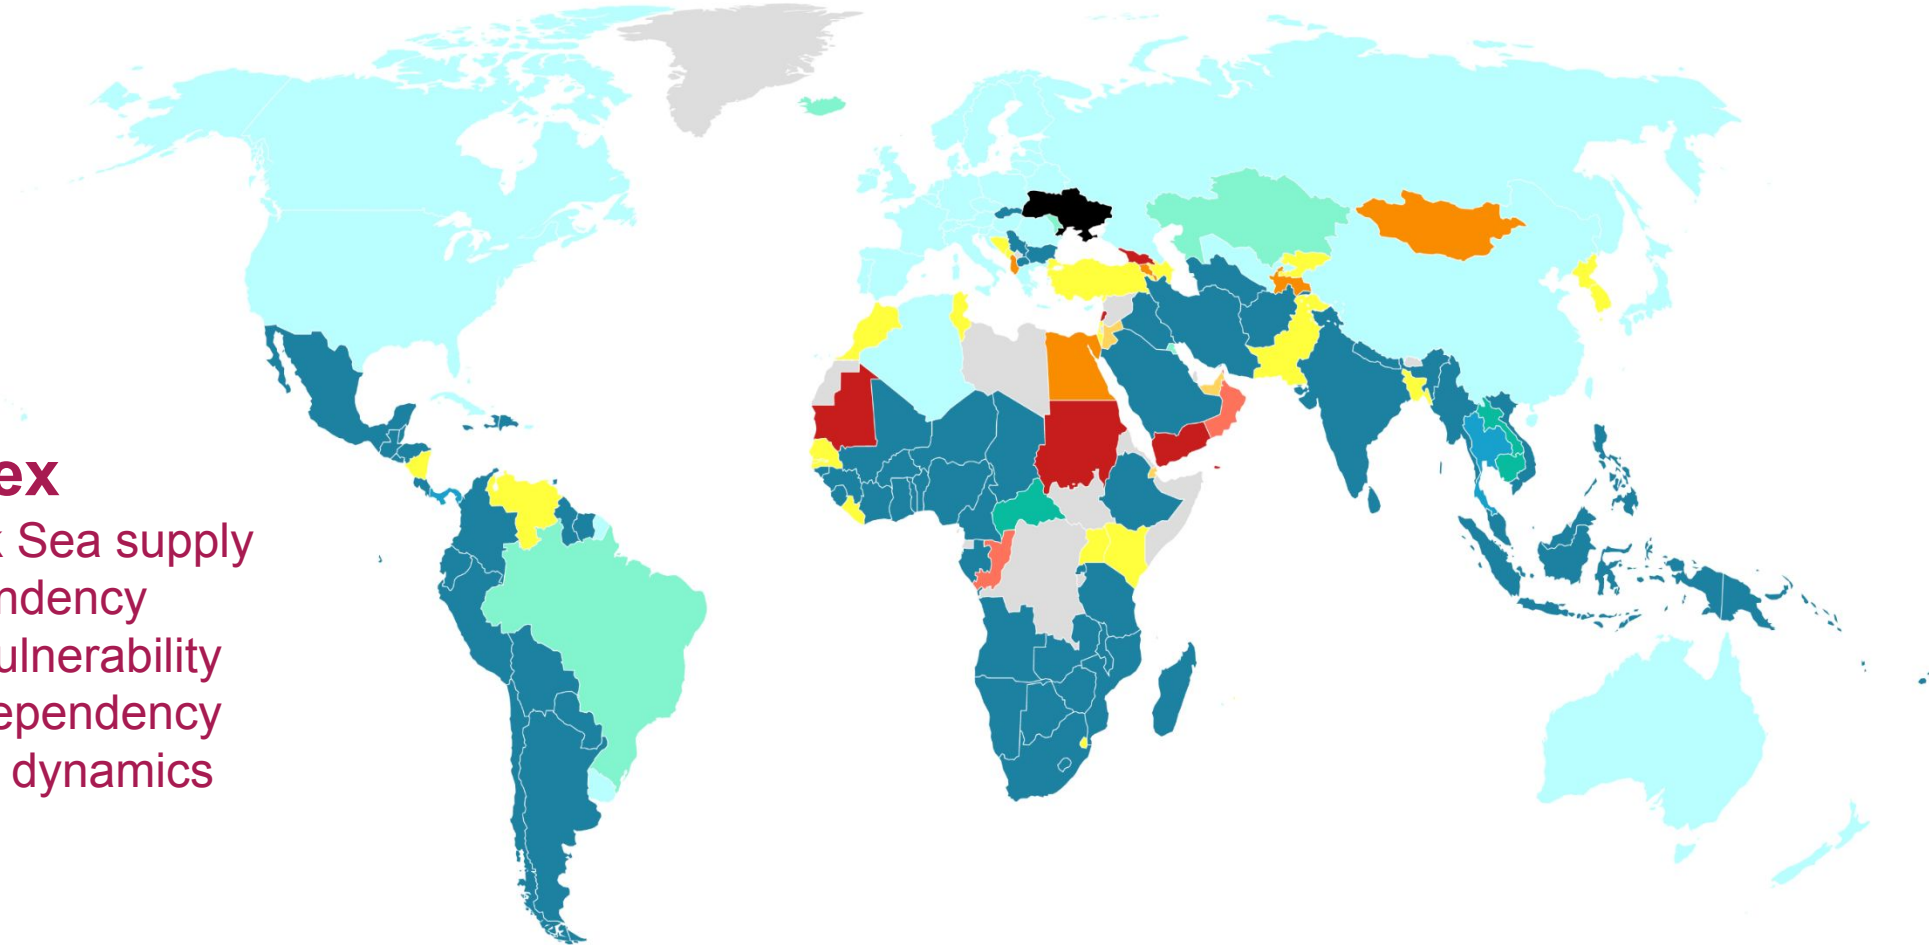 ex
Sea supply
ndency
ulnerability
ependency
dynamics